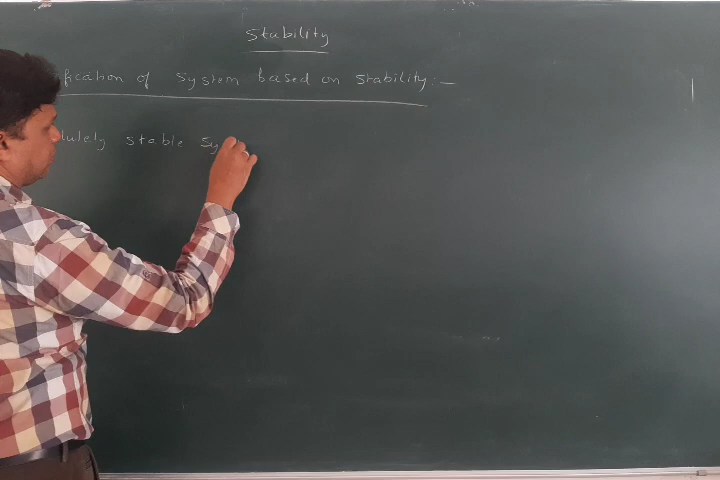 Stability
fication of system based on stability:-
lutely stable sy